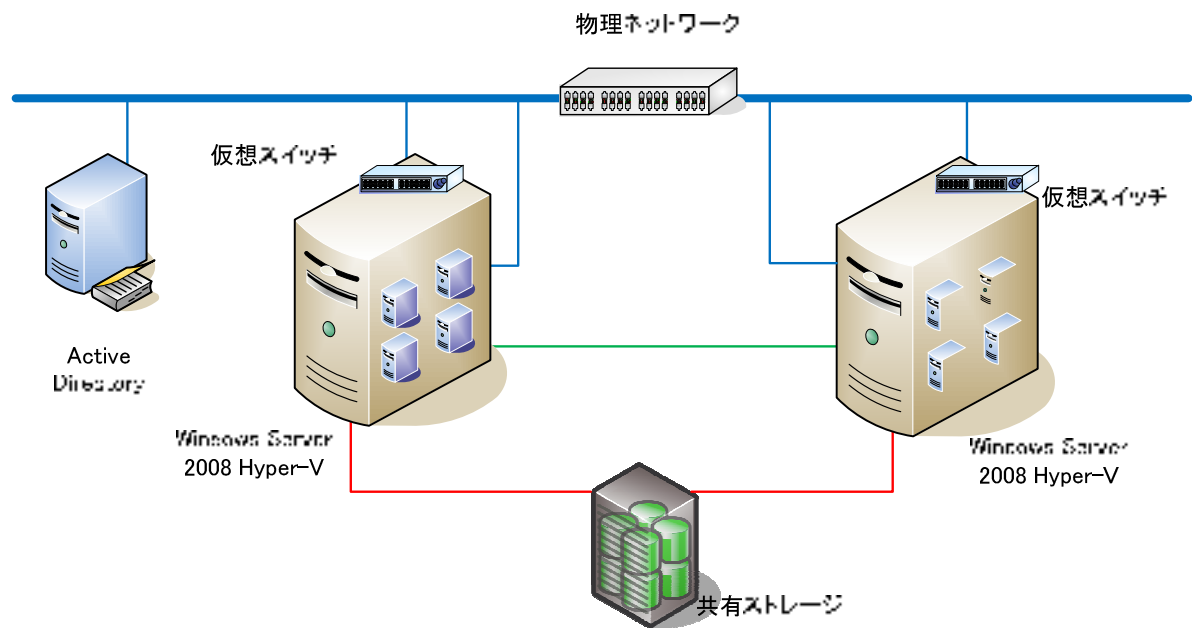 物理ネットワーク
仮想スイッチ
仮想スイッチ
Active
Directory
Windows Server
2008 Hyper-V
Windows Server
2008 Hyper-V
共有ストレージ